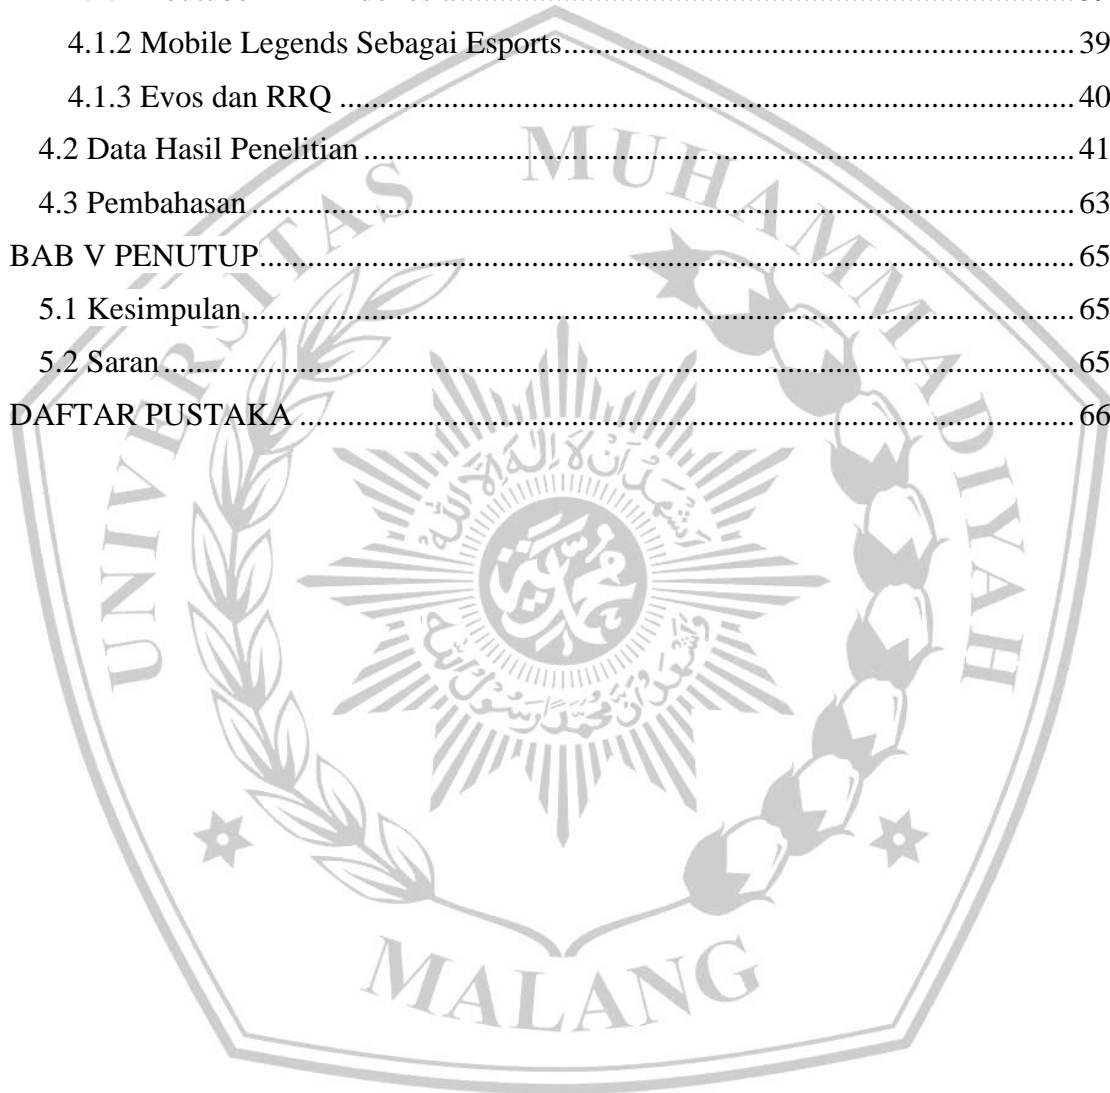 4.1.2 Mobile Legends Sebagai Esports 39
4.1.3 Evos dan RRQ 40
4.2 Data Hasil Penelitian 41
4.3 Pembahasan 63
BAB V PENUTUP 65
5.1 Kesimpulan 65
5.2 Saran 65
DAFTAR PUSTAKA 66
UNIVERSITAS MUHAMMADIYAH
MALANG